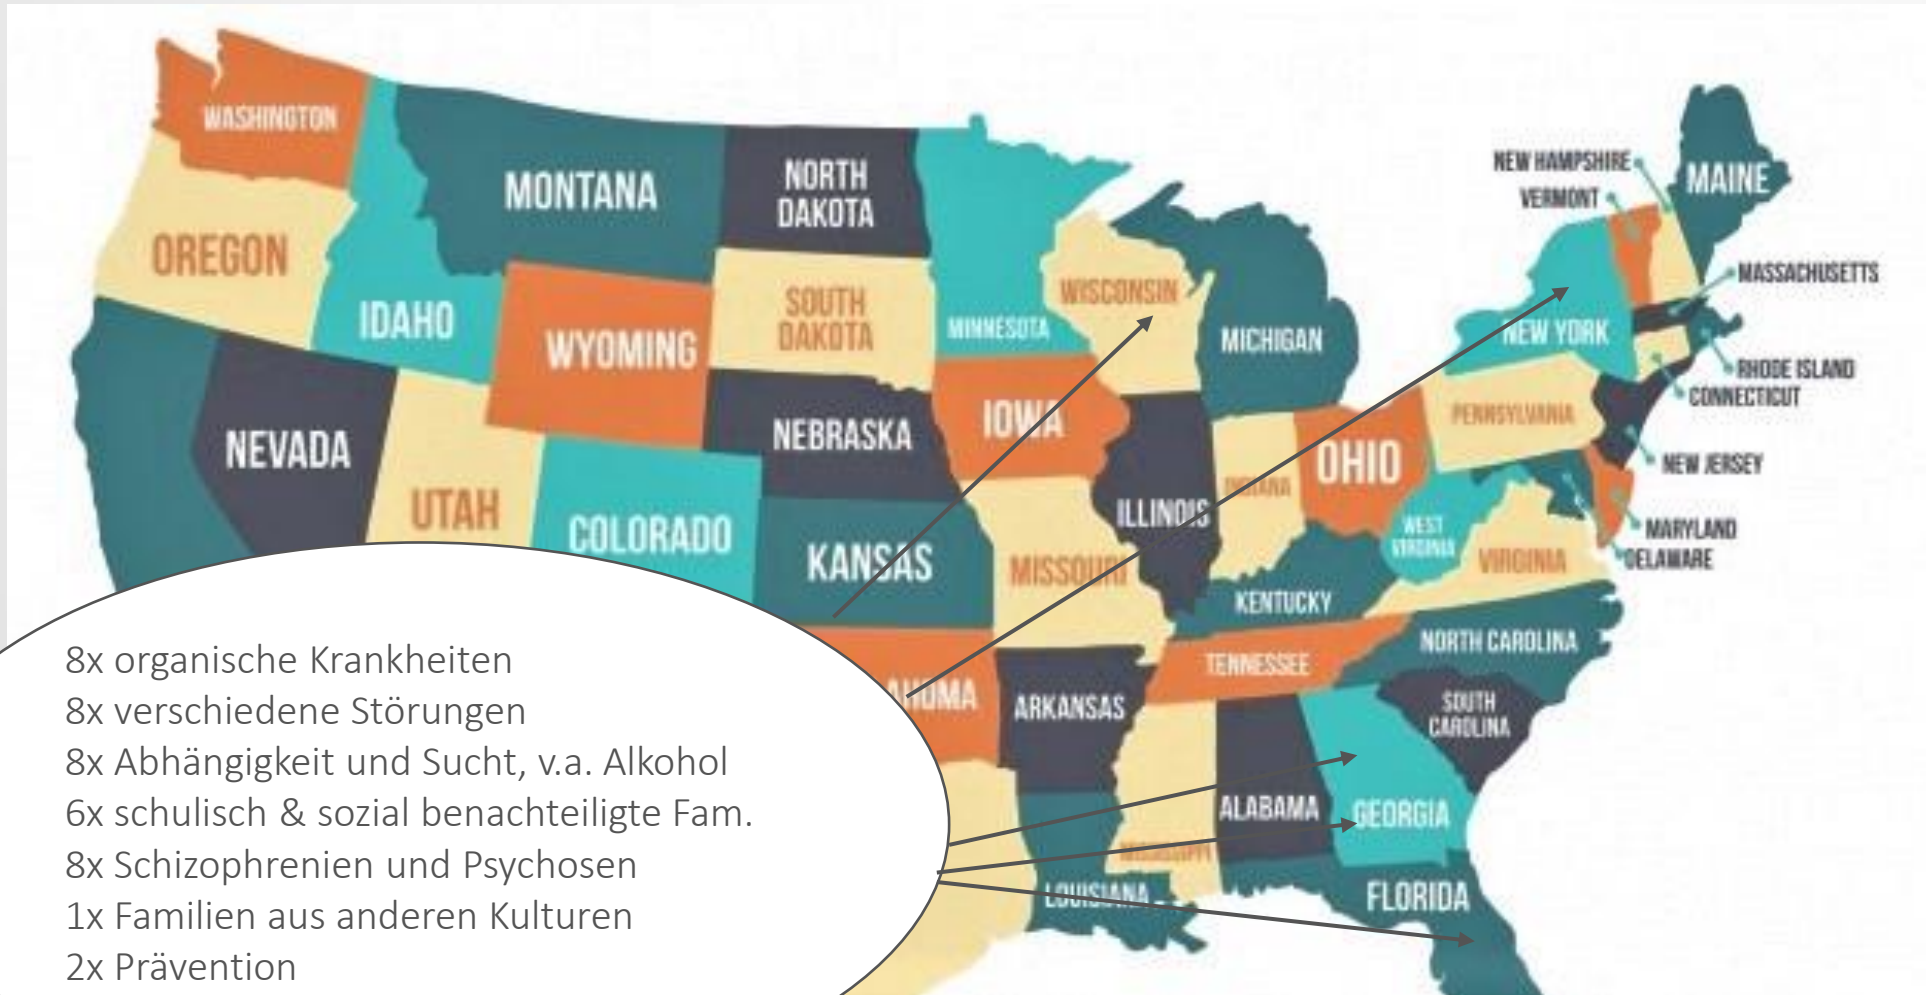 WASHINGTON
MONTANA
NORTH
DAKOTA
NEW HAMPSHIRE
VERMONT
MAINE
OREGON
IDAHO
WYOMING
SOUTH
DAKOTA
MINNESOTA
WISCONSIN
MICHIGAN
NEW YORK
MASSACHUSETTS
RHODE ISLAND
CONNECTICUT
NEVADA
UTAH
COLORADO
NEBRASKA
IOWA
ILLINOIS
INDIANA
OHIO
PENNSYLVANIA
NEW JERSEY
KANSAS
MISSOURI
KENTUCKY
WEST
VIRGINIA
VIRGINIA
MARYLAND
DELAWARE
AHOMA
ARKANSAS
TENNESSEE
NORTH CAROLINA
SOUTH
CAROLINA
MISSISSIPPI
ALABAMA
GEORGIA
LOUISIANA
FLORIDA
8x organische Krankheiten
8x verschiedene Störungen
8x Abhängigkeit und Sucht, v.a. Alkohol
6x schulisch & sozial benachteiligte Fam.
8x Schizophrenien und Psychosen
1x Familien aus anderen Kulturen
2x Prävention